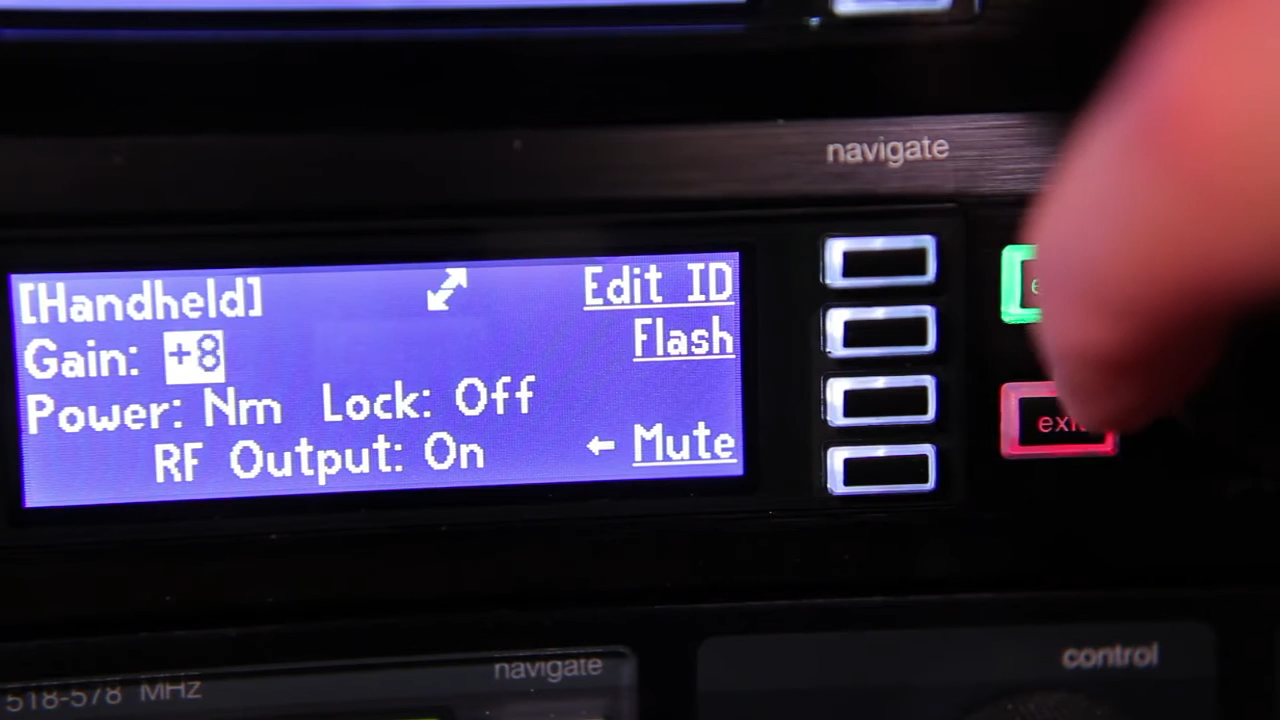 navigate
[Handheld]
Edit ID
Gain: +8
Flash
Power: Nm Lock: Off
RF Output: On
← Mute
navigate
518-578 MHz
control